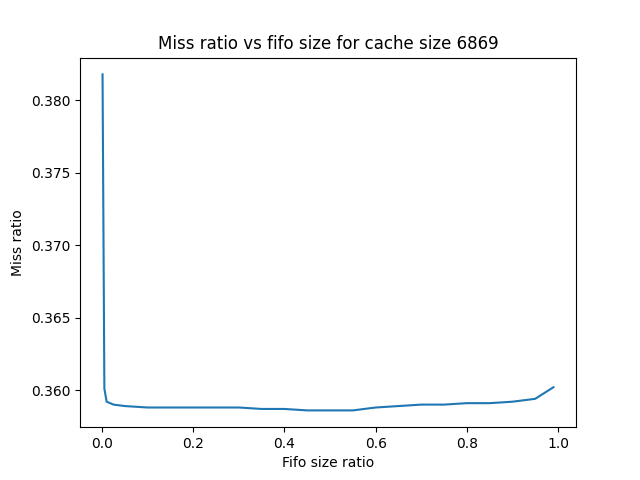 Miss ratio vs fifo size for cache size 6869
0.380
0.375
0.370
0.365
0.360
Miss ratio
0.0 0.2 0.4 0.6 0.8 1.0
Fifo size ratio